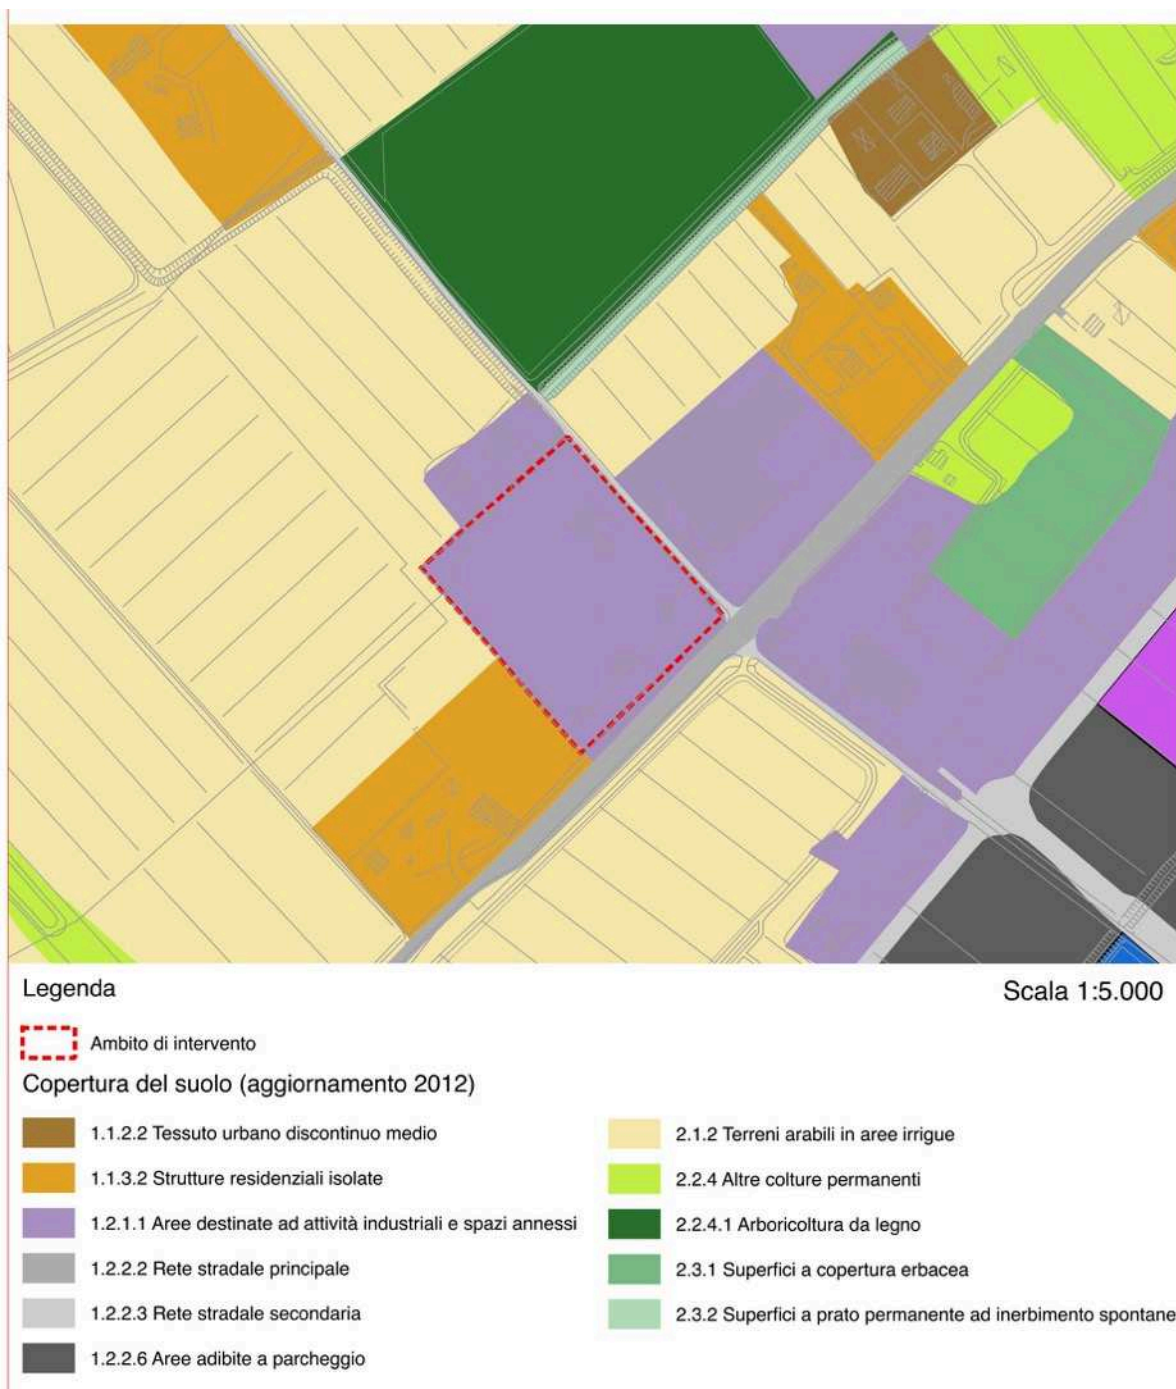 Legenda
Scala 1:5.000
Ambito di intervento
Copertura del suolo (aggiornamento 2012)
1.1.2.2 Tessuto urbano discontinuo medio
1.1.3.2 Strutture residenziali isolate
1.2.1.1 Aree destinate ad attività industriali e spazi annessi
1.2.2.2 Rete stradale principale
1.2.2.3 Rete stradale secondaria
1.2.2.6 Aree adibite a parcheggio
2.1.2 Terreni arabili in aree irrigue
2.2.4 Altre colture permanenti
2.2.4.1 Arboricoltura da legno
2.3.1 Superfici a copertura erbacea
2.3.2 Superfici a prato permanente ad inerbimento spontane